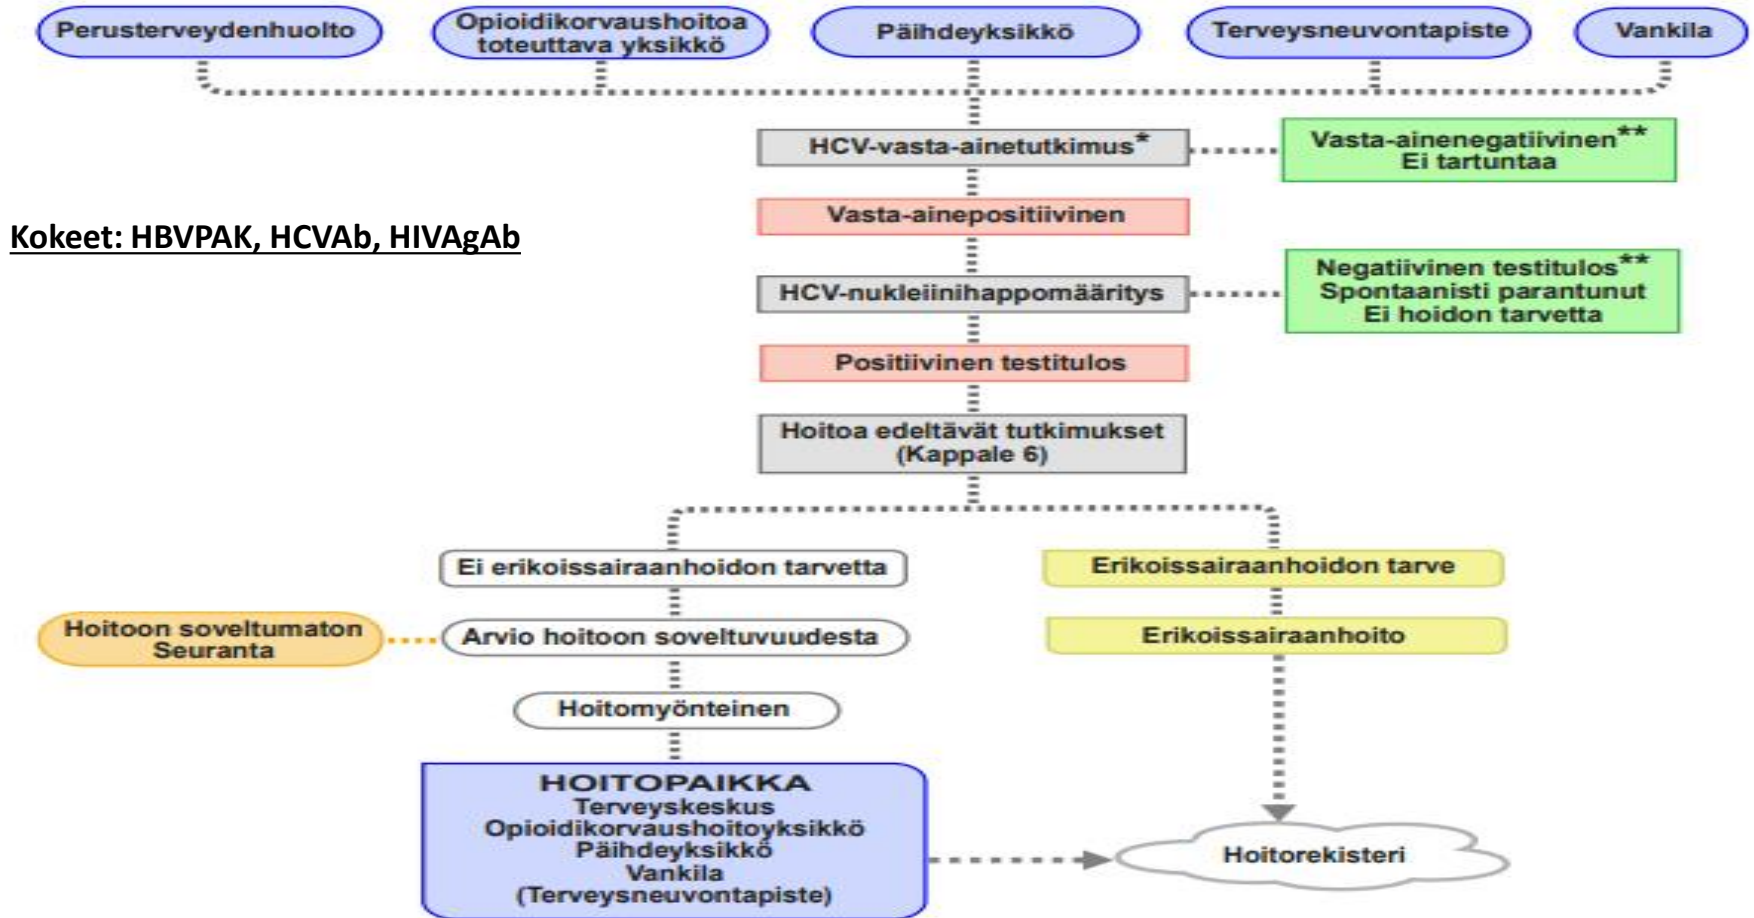 Perusterveydenhuolto
Opioidikorvaushoitoa
toteuttava yksikkö
Päihdeyksikkö
Terveysneuvontapiste
Vankila
HCV-vasta-ainetutkimus*
Vasta-ainenegatiivinen**
Ei tartuntaa
Vasta-ainepositiivinen
Kokeet: HBVPAK, HCVAb, HIVAgAb
HCV-nukleiinihappomääritys
Negatiivinen testitulos**
Spontaanisti parantunut
Ei hoidon tarvetta
Positiivinen testitulos
Hoitoa edeltävät tutkimukset
(Kappale 6)
Ei erikoissairaanhoidon tarvetta
Erikoissairaanhoidon tarve
Hoitoon soveltumaton
Seuranta
Arvio hoitoon soveltuvuudesta
Erikoissairaanhoito
Hoitomyönteinen
HOITOPAIKKA
Terveyskeskus
Opioidikorvaushoitoyksikkö
Päihdeyksikkö
Vankila
(Terveysneuvontapiste)
Hoitorekisteri